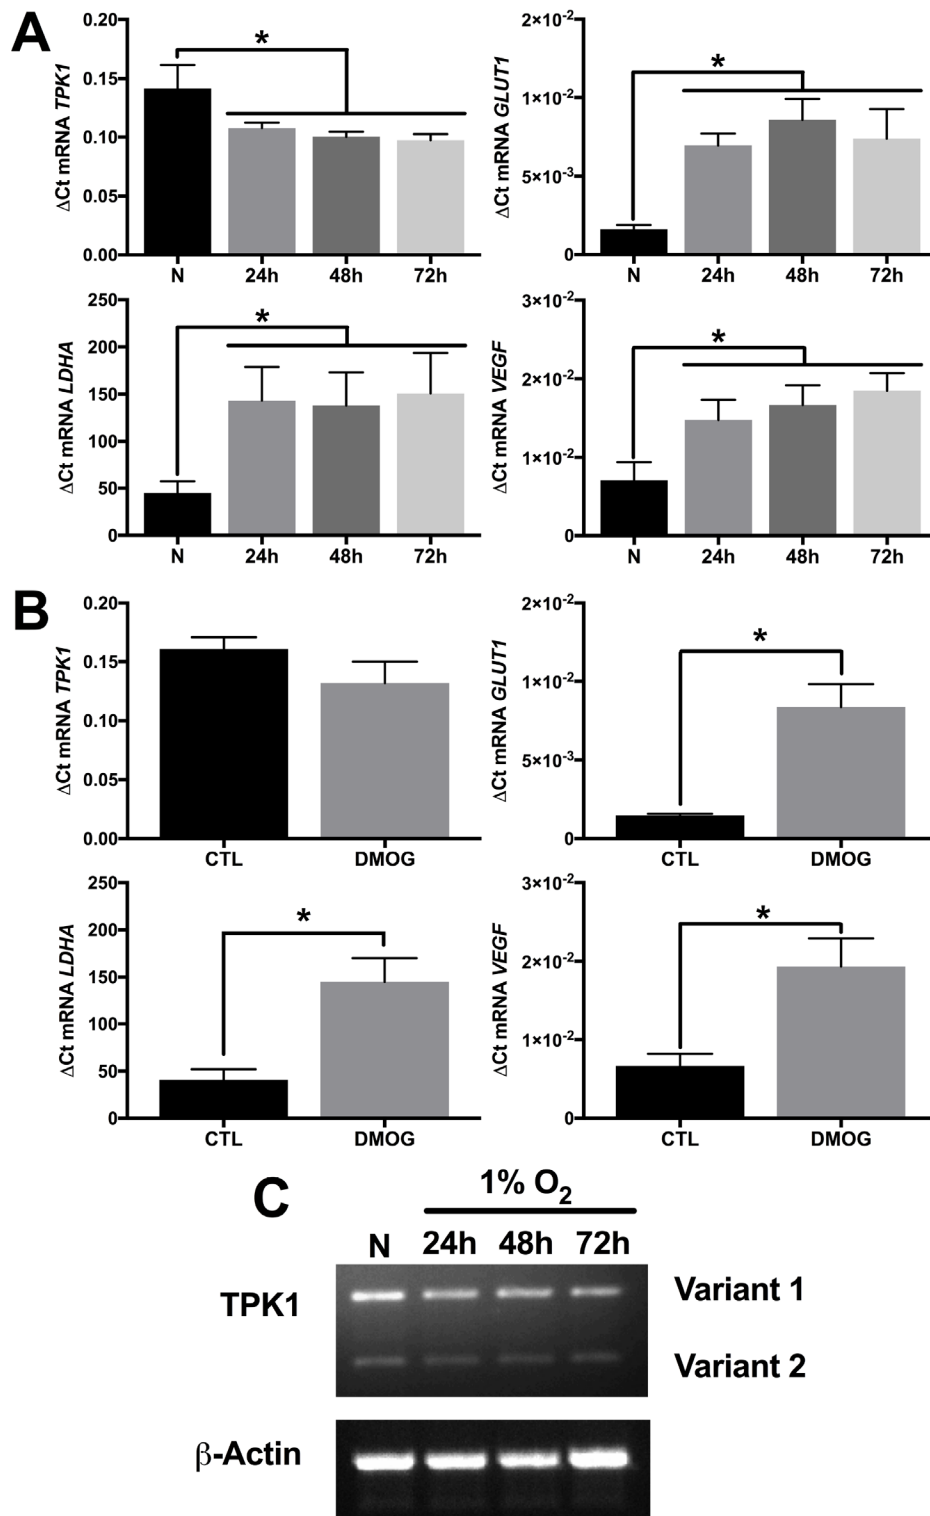 A
ΔCt mRNA TPK1
0.20
0.15
0.10
0.05
0.00
*
N 24h 48h 72h
ΔCt mRNA GLUT1
2×10-2
1×10-2
5×10-3
0
*
N 24h 48h 72h
ΔCt mRNA LDHA
250
200
150
100
50
0
*
N 24h 48h 72h
ΔCt mRNA VEGF
3×10-2
2×10-2
1×10-2
0
*
N 24h 48h 72h
B
ΔCt mRNA TPK1
0.20
0.15
0.10
0.05
0.00
CTL DMOG
ΔCt mRNA GLUT1
2×10-2
1×10-2
5×10-3
0
*
CTL DMOG
ΔCt mRNA LDHA
250
200
150
100
50
0
*
CTL DMOG
ΔCt mRNA VEGF
3×10-2
2×10-2
1×10-2
0
*
CTL DMOG
C
1% O2
N 24h 48h 72h
TPK1
Variant 1
Variant 2
β-Actin